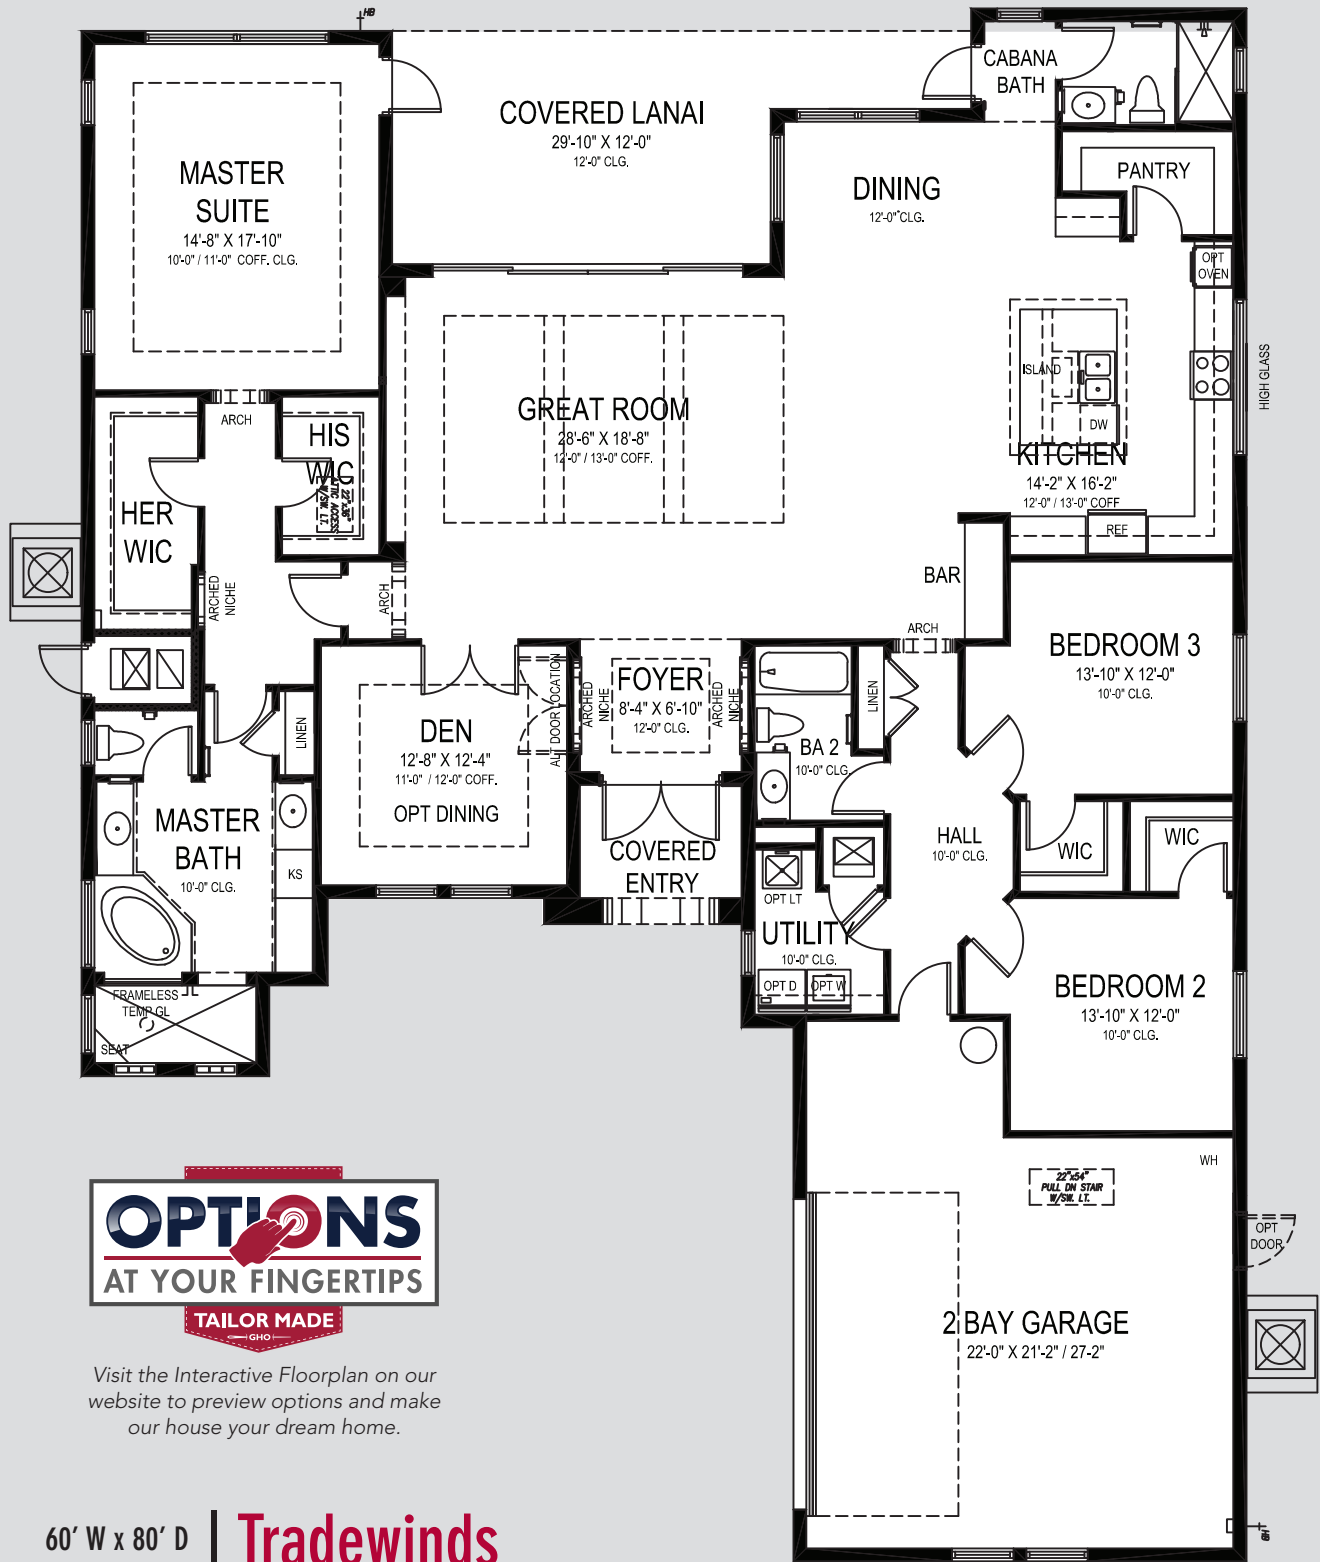 HB
CABANA
BATH
COVERED LANAI
29'-10" X 12'-0"
12'-0" CLG.
MASTER
SUITE
14'-8" X 17'-10"
10'-0" / 11'-0" COFF. CLG.
DINING
12'-0" CLG.
PANTRY
OPT
OVEN
HIGH GLASS
ISLAND
DW
KITCHEN
14'-2" X 16'-2"
12'-0" / 13'-0" COFF
REF
GREAT ROOM
28'-6" X 18'-8"
12'-0" / 13'-0" COFF.
ARCH
HIS
WIC
22"x36"
ATTIC ACCESS
W/SW. LT.
HER
WIC
ARCHED
NICHE
ARCH
BAR
ARCH
BEDROOM 3
13'-10" X 12'-0"
10'-0" CLG.
FOYER
8'-4" X 6'-10"
12'-0" CLG.
ARCHED
NICHE
ARCHED
NICHE
ALT DOOR LOCATION
DEN
12'-8" X 12'-4"
11'-0" / 12'-0" COFF.
OPT DINING
LINEN
LINEN
BA 2
10'-0" CLG.
MASTER
BATH
10'-0" CLG.
KS
COVERED
ENTRY
HALL
10'-0" CLG.
WIC
WIC
OPT LT
UTILITY
10'-0" CLG.
OPT D
OPT W
BEDROOM 2
13'-10" X 12'-0"
10'-0" CLG.
FRAMELESS
TEMP GL
SEAT
WH
22"x54"
PULL DN STAIR
W/SW. LT.
OPT
DOOR
2 BAY GARAGE
22'-0" X 21'-2" / 27'-2"
HB
OPTIONS
AT YOUR FINGERTIPS
TAILOR MADE
GHO
Visit the Interactive Floorplan on our
website to preview options and make
our house your dream home.
60' W x 80' D
Tradewinds